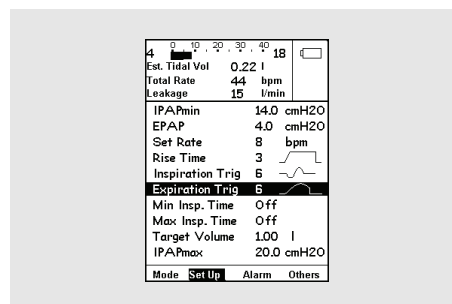 0 10 20 30 40
4 18
Est. Tidal Vol 0.22 l
Total Rate 44 bpm
Leakage 15 l/min
IPAPmin 14.0 cmH2O
EPAP 4.0 cmH2O
Set Rate 8 bpm
Rise Time 3
Inspiration Trig 6
Expiration Trig 6
Min Insp. Time Off
Max Insp. Time Off
Target Volume 1.00 l
IPAPmax 20.0 cmH2O
Mode Set Up Alarm Others